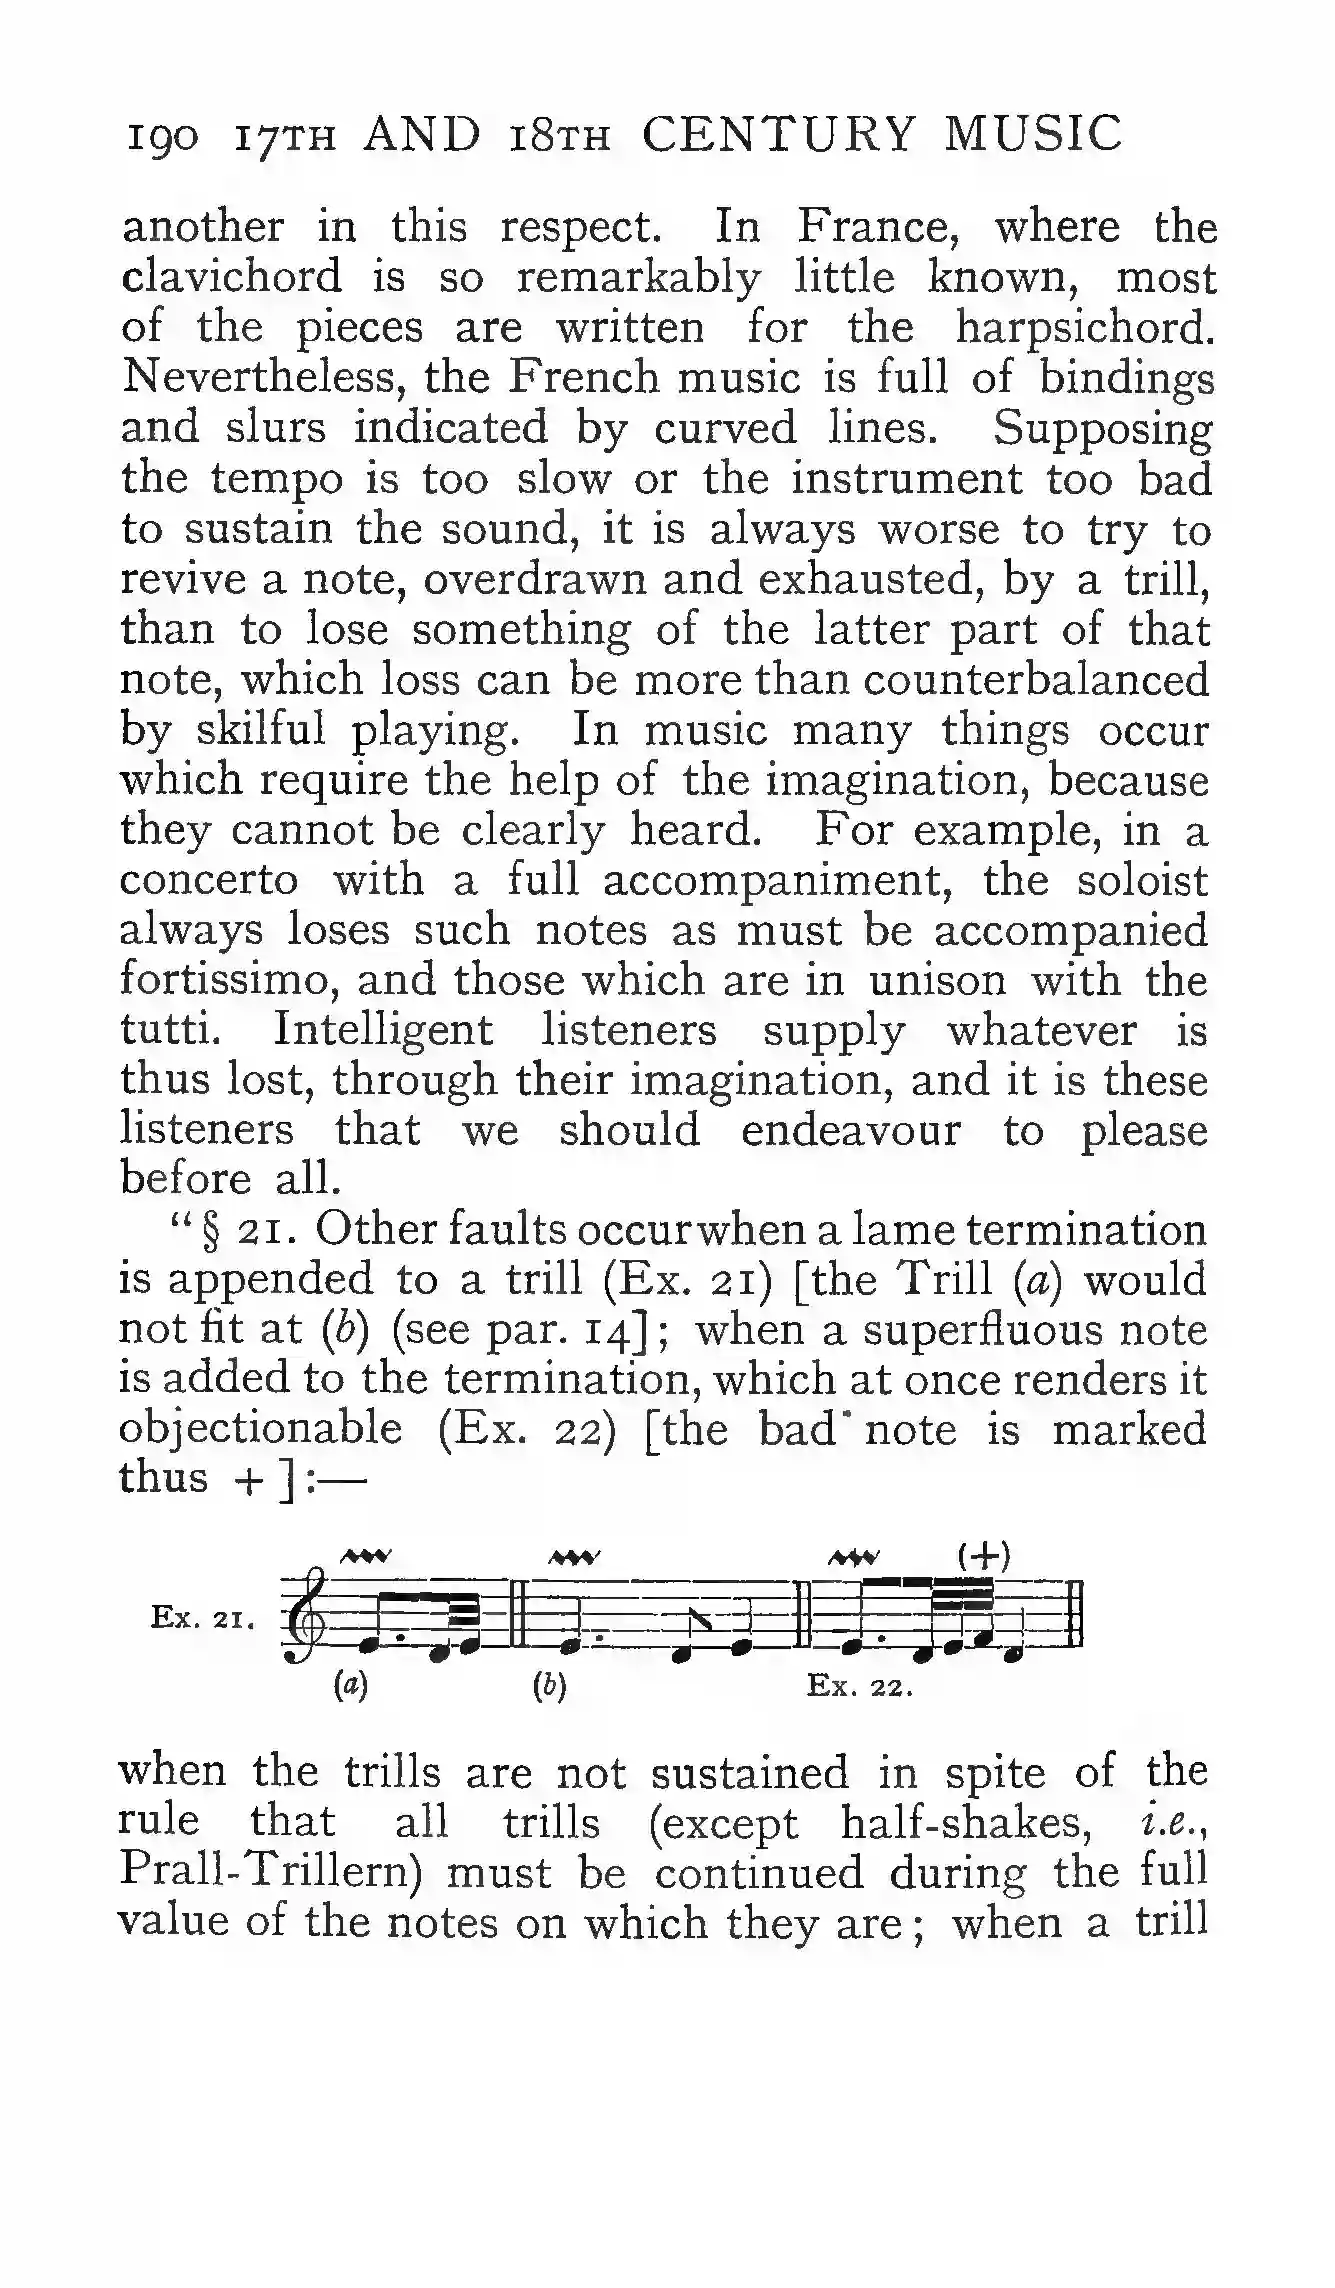 190 17TH AND 18TH CENTURY MUSIC
another in this respect. In France, where the
clavichord is so remarkably little known, most
of the pieces are written for the harpsichord.
Nevertheless, the French music is full of bindings
and slurs indicated by curved lines. Supposing
the tempo is too slow or the instrument too bad
to sustain the sound, it is always worse to try to
revive a note, overdrawn and exhausted, by a trill,
than to lose something of the latter part of that
note, which loss can be more than counterbalanced
by skilful playing. In music many things occur
which require the help of the imagination, because
they cannot be clearly heard. For example, in a
concerto with a full accompaniment, the soloist
always loses such notes as must be accompanied
fortissimo, and those which are in unison with the
tutti. Intelligent listeners supply whatever is
thus lost, through their imagination, and it is these
listeners that we should endeavour to please
before all.
“§ 21. Other faults occur when a lame termination
is appended to a trill (Ex. 21) [the Trill (a) would
not fit at (b) (see par. 14]; when a superfluous note
is added to the termination, which at once renders it
objectionable (Ex. 22) [the bad note is marked
thus + ]:—
(+)
Ex. 21.
(a) (b) Ex. 22.
when the trills are not sustained in spite of the
rule that all trills (except half-shakes, i.e.,
Prall-Trillern) must be continued during the full
value of the notes on which they are; when a trill